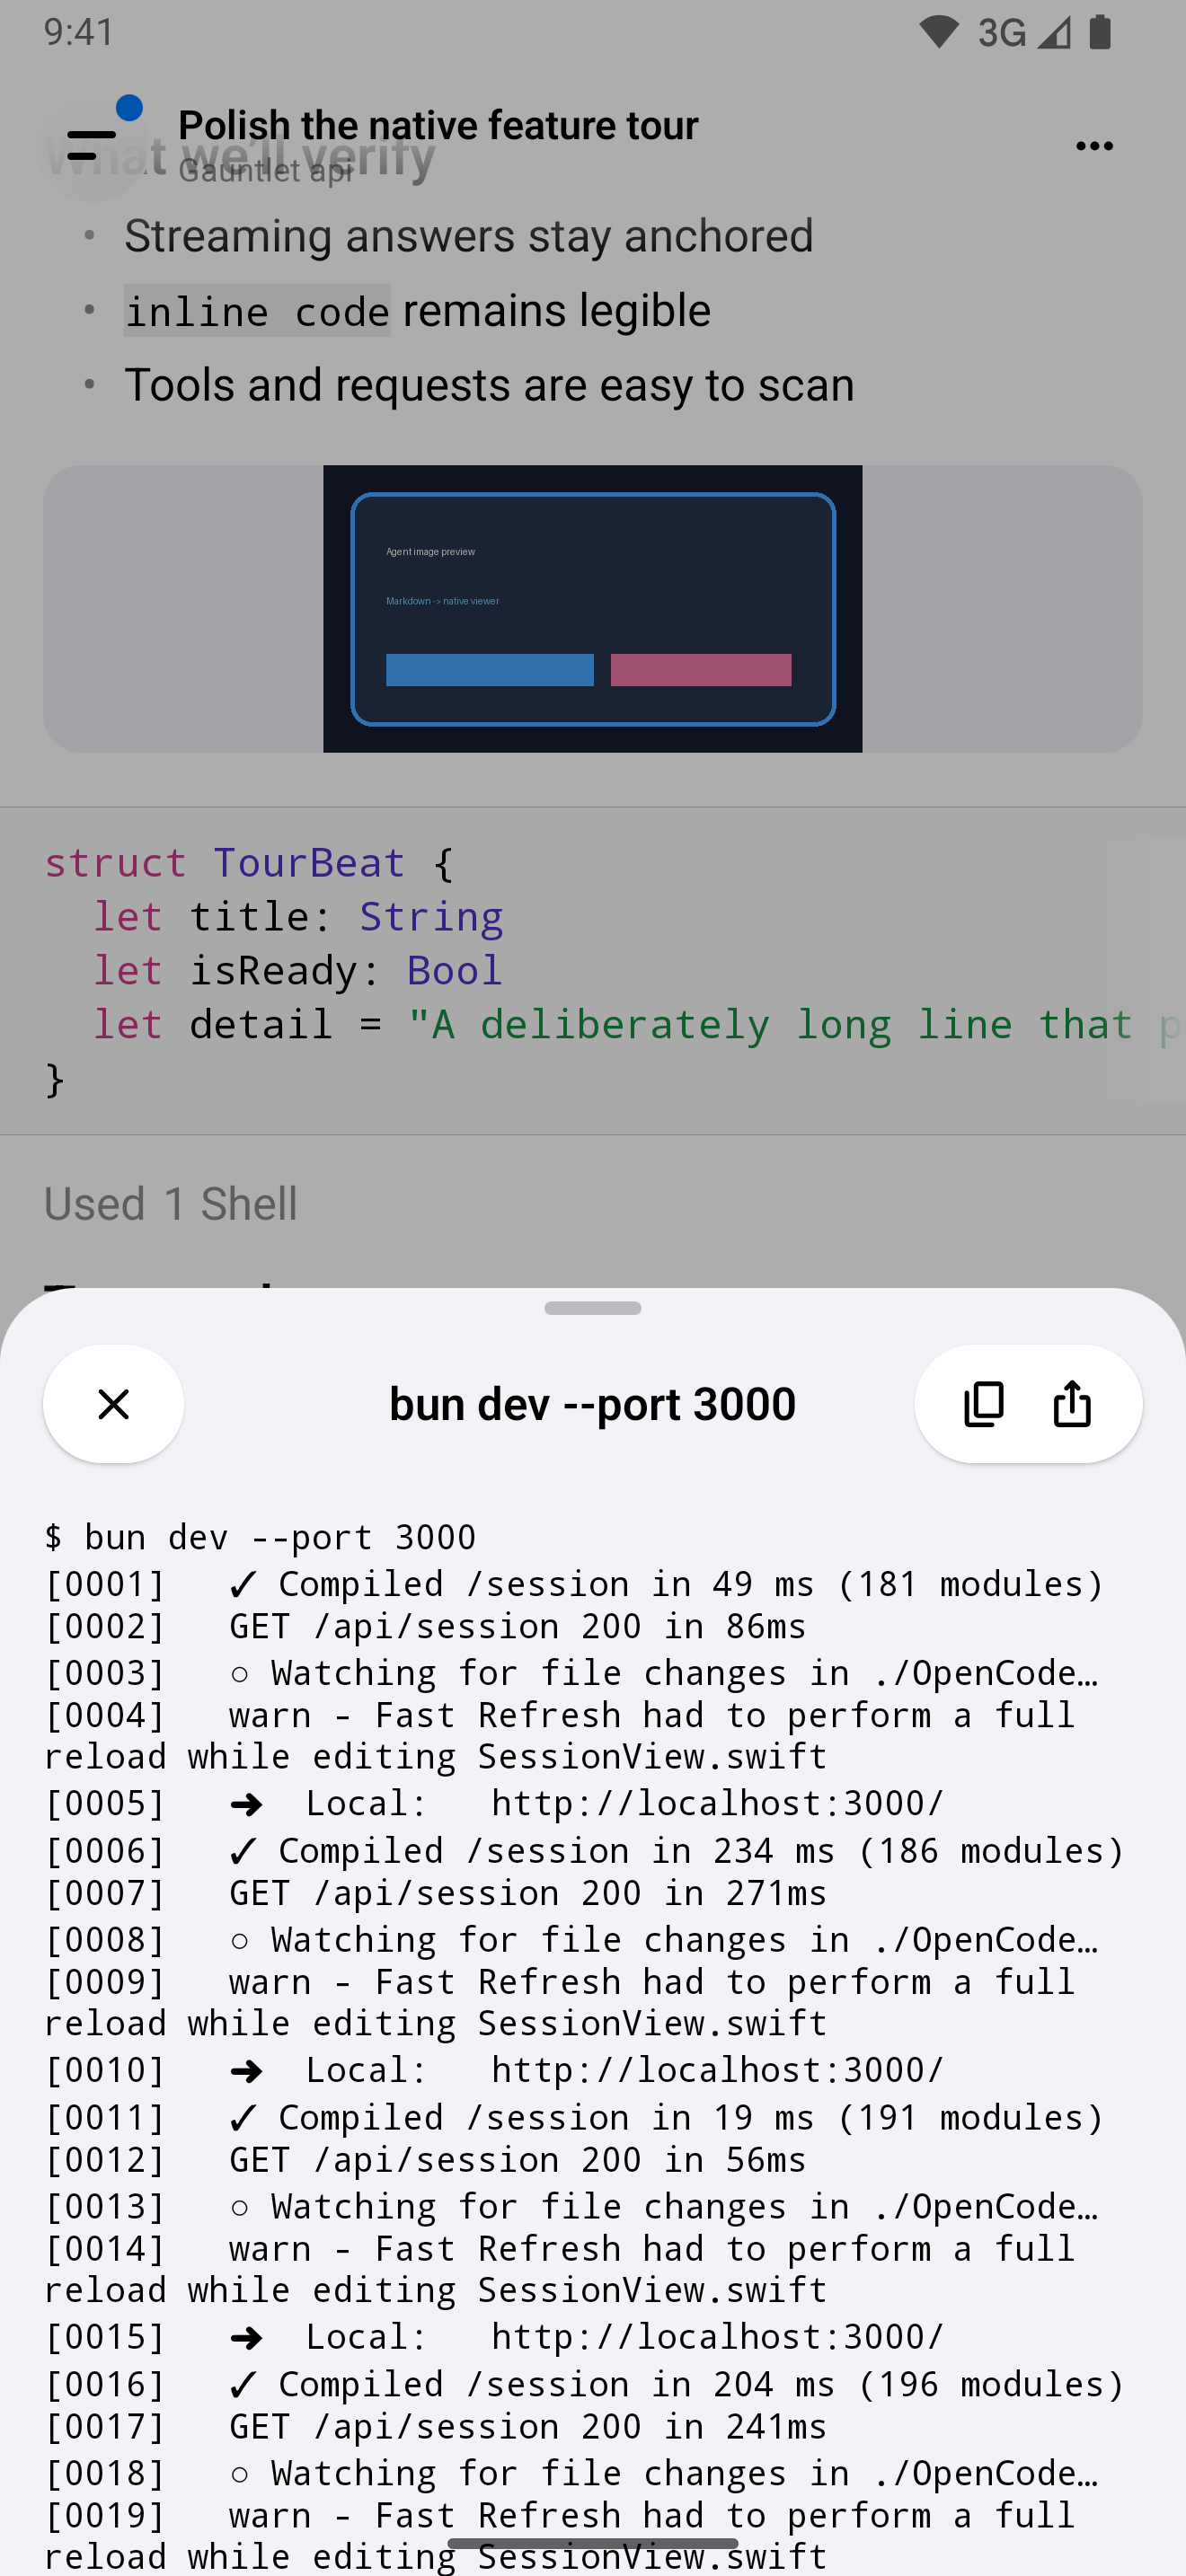 9:41
3G
Polish the native feature tour
What we'll verify
Gauntlet api
• Streaming answers stay anchored
• inline code remains legible
• Tools and requests are easy to scan
Agent image preview
Markdown -> native viewer
struct TourBeat {
  let title: String
  let isReady: Bool
  let detail = "A deliberately long line that p
}
Used 1 Shell
bun dev --port 3000
$ bun dev --port 3000
[0001]   ✓ Compiled /session in 49 ms (181 modules)
[0002]   GET /api/session 200 in 86ms
[0003]   ○ Watching for file changes in ./OpenCode…
[0004]   warn - Fast Refresh had to perform a full
reload while editing SessionView.swift
[0005]   ➜  Local:   http://localhost:3000/
[0006]   ✓ Compiled /session in 234 ms (186 modules)
[0007]   GET /api/session 200 in 271ms
[0008]   ○ Watching for file changes in ./OpenCode…
[0009]   warn - Fast Refresh had to perform a full
reload while editing SessionView.swift
[0010]   ➜  Local:   http://localhost:3000/
[0011]   ✓ Compiled /session in 19 ms (191 modules)
[0012]   GET /api/session 200 in 56ms
[0013]   ○ Watching for file changes in ./OpenCode…
[0014]   warn - Fast Refresh had to perform a full
reload while editing SessionView.swift
[0015]   ➜  Local:   http://localhost:3000/
[0016]   ✓ Compiled /session in 204 ms (196 modules)
[0017]   GET /api/session 200 in 241ms
[0018]   ○ Watching for file changes in ./OpenCode…
[0019]   warn - Fast Refresh had to perform a full
reload while editing SessionView.swift